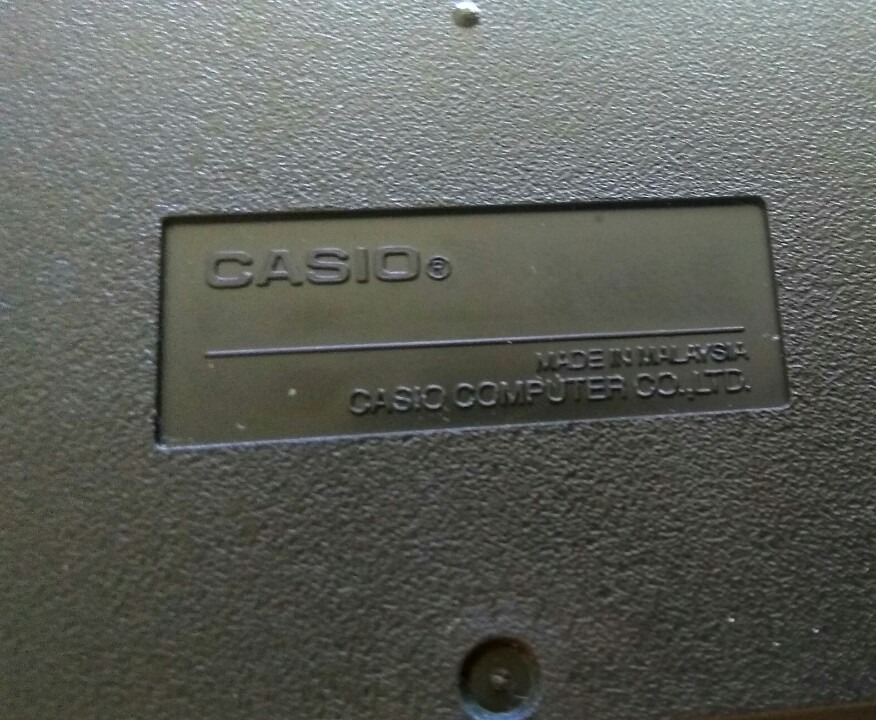 CASIO®
MADE IN MALAYSIA
CASIO COMPUTER CO.,LTD.